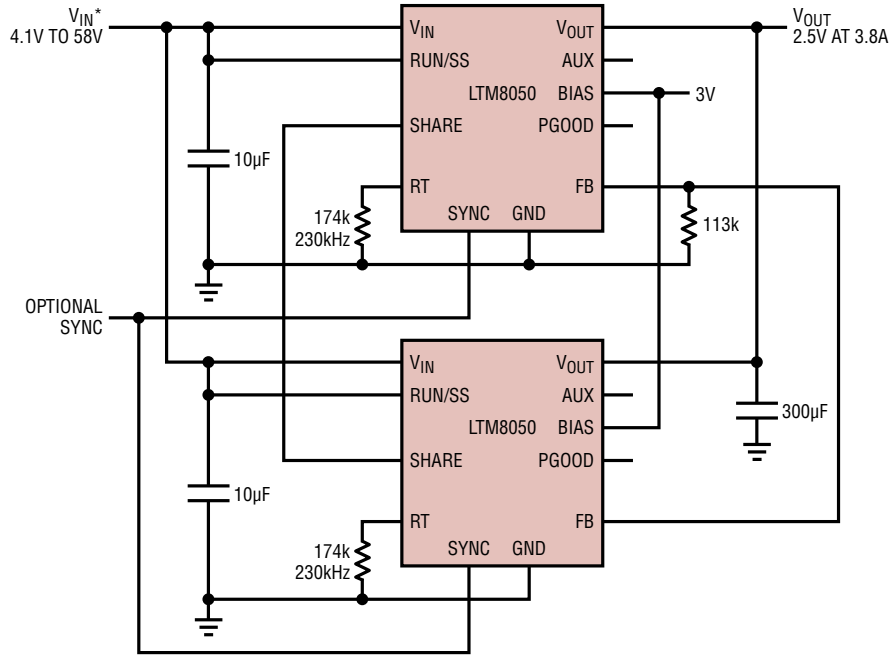 VIN*
4.1V TO 58V
VIN
VOUT
VOUT
2.5V AT 3.8A
RUN/SS
AUX
LTM8050
BIAS
3V
SHARE
PGOOD
10µF
RT
FB
174k
230kHz
SYNC
GND
113k
OPTIONAL
SYNC
VIN
VOUT
RUN/SS
AUX
300µF
LTM8050
BIAS
SHARE
PGOOD
10µF
RT
FB
174k
230kHz
SYNC
GND